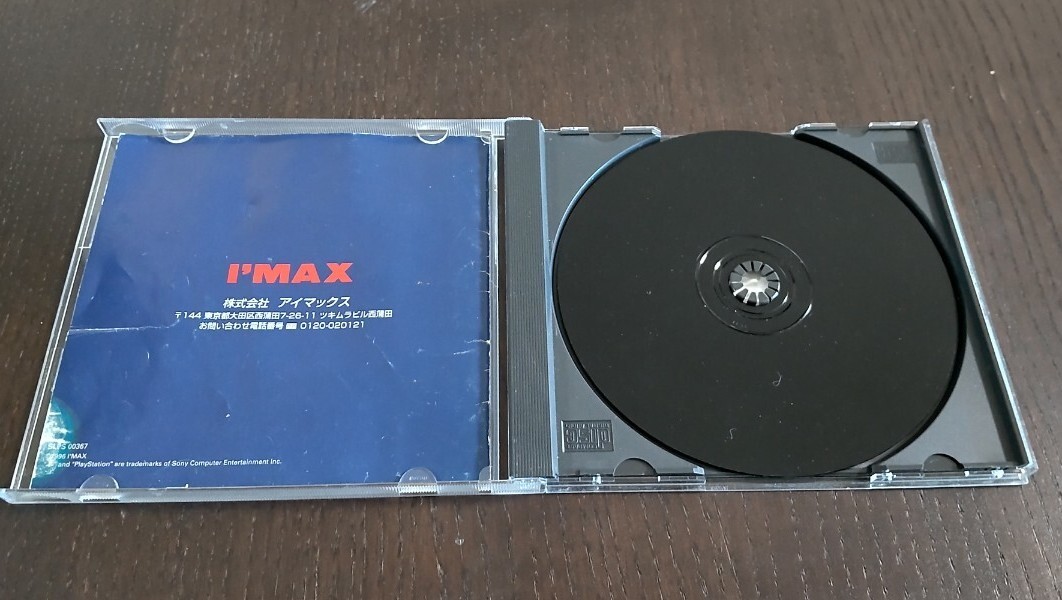 I'MAX
株式会社 アイマックス
〒144 東京都大田区西蒲田7-26-11 ツキムラビル西蒲田
お問い合わせ電話番号 0120-020121
SLPS 00367
1996 I'MAX
and "PlayStation" are trademarks of Sony Computer Entertainment Inc.